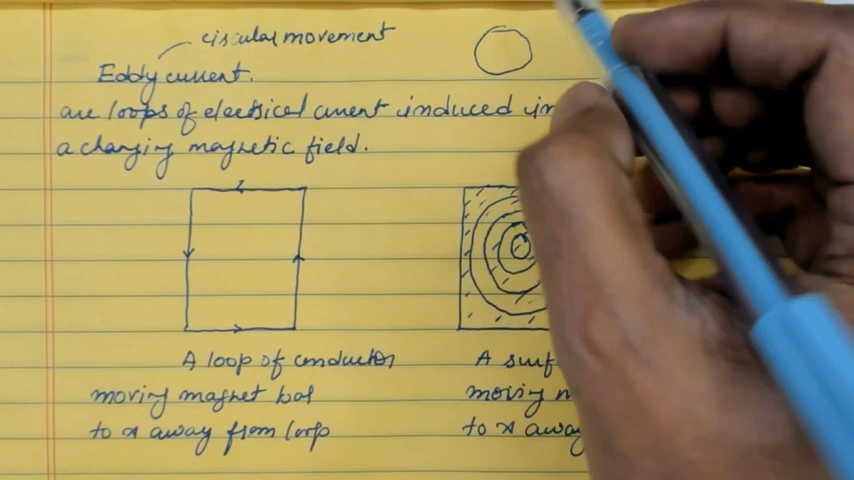 circular movement
Eddy current.
are loops of electrical current induced in
a changing magnetic field.
A loop of conductor
moving magnet bar
to & away from loop
A surf
moving m
to & away